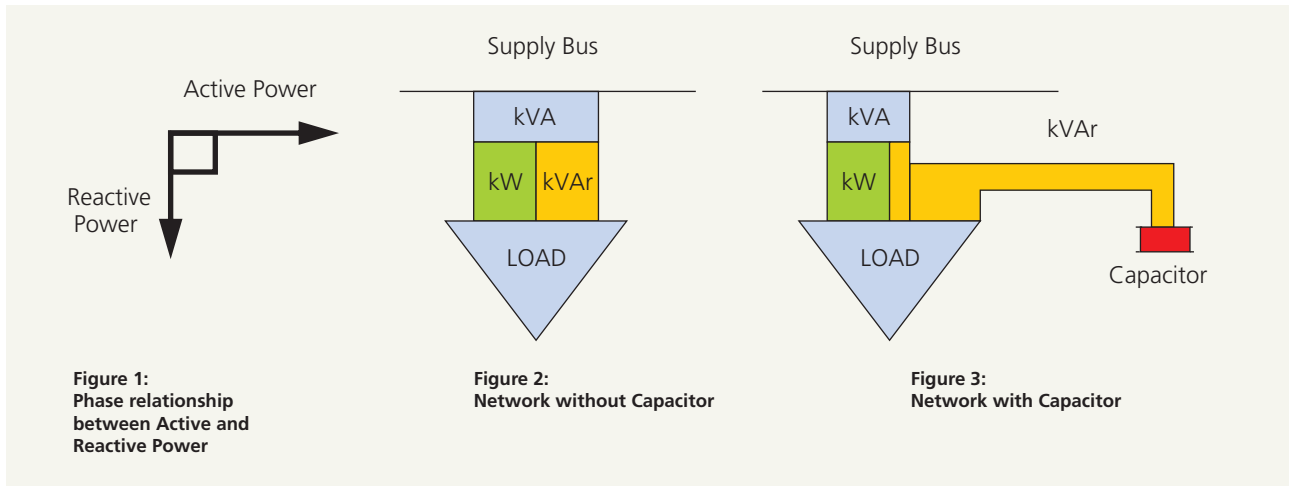 Active Power
Reactive
Power
Figure 1:
Phase relationship
between Active and
Reactive Power
Supply Bus
kVA
kW
kVAr
LOAD
Figure 2:
Network without Capacitor
Supply Bus
kVA
kVAr
kW
LOAD
Capacitor
Figure 3:
Network with Capacitor